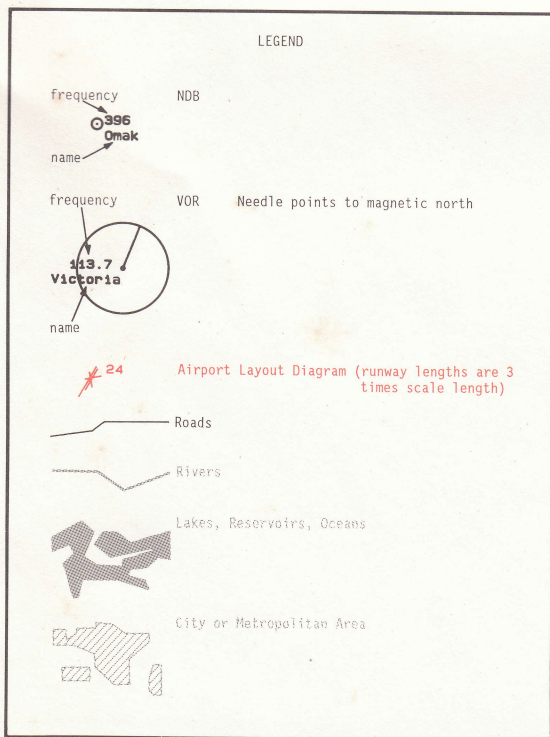 LEGEND
frequency NDB
396
Omak
name
frequency VOR Needle points to magnetic north
113.7
Victoria
name
24 Airport Layout Diagram (runway lengths are 3
times scale length)
Roads
Rivers
Lakes, Reservoirs, Oceans
City or Metropolitan Area